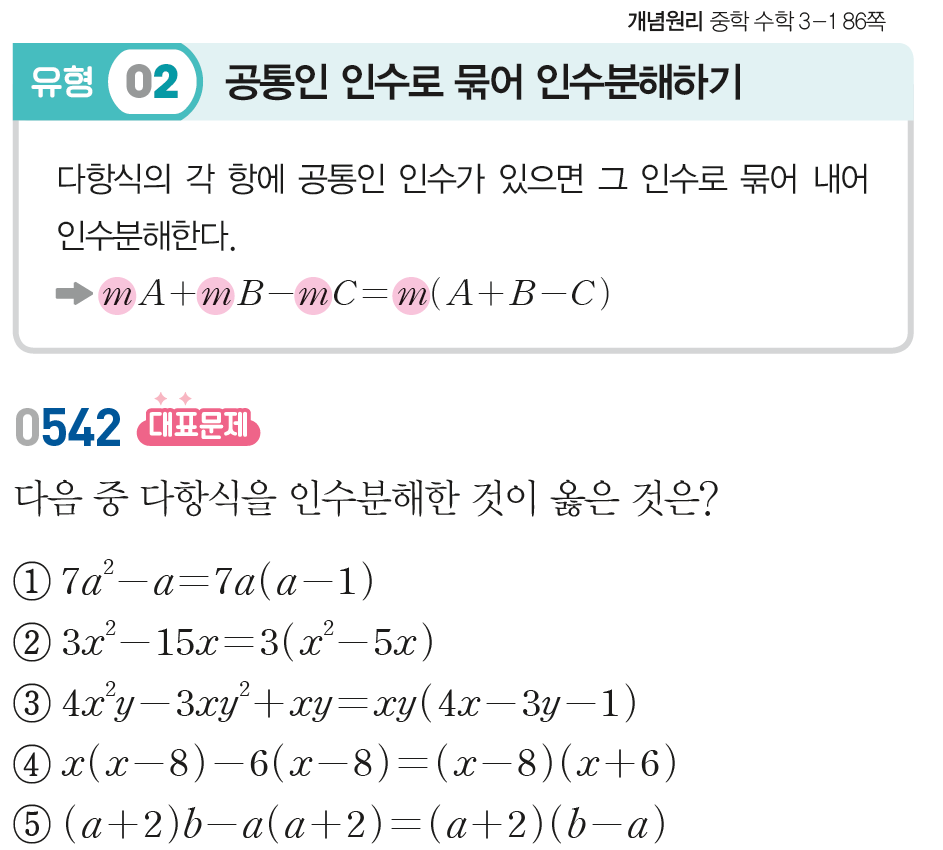 개념원리 중학 수학 3-1 86쪽
유형 02 공통인 인수로 묶어 인수분해하기
다항식의 각 항에 공통인 인수가 있으면 그 인수로 묶어 내어
인수분해한다.
➡ mA+mB-mC=m(A+B-C)
0542 대표문제
다음 중 다항식을 인수분해한 것이 옳은 것은?
① 7a²-a=7a(a-1)
② 3x²-15x=3(x²-5x)
③ 4x²y-3xy²+xy=xy(4x-3y-1)
④ x(x-8)-6(x-8)=(x-8)(x+6)
⑤ (a+2)b-a(a+2)=(a+2)(b-a)